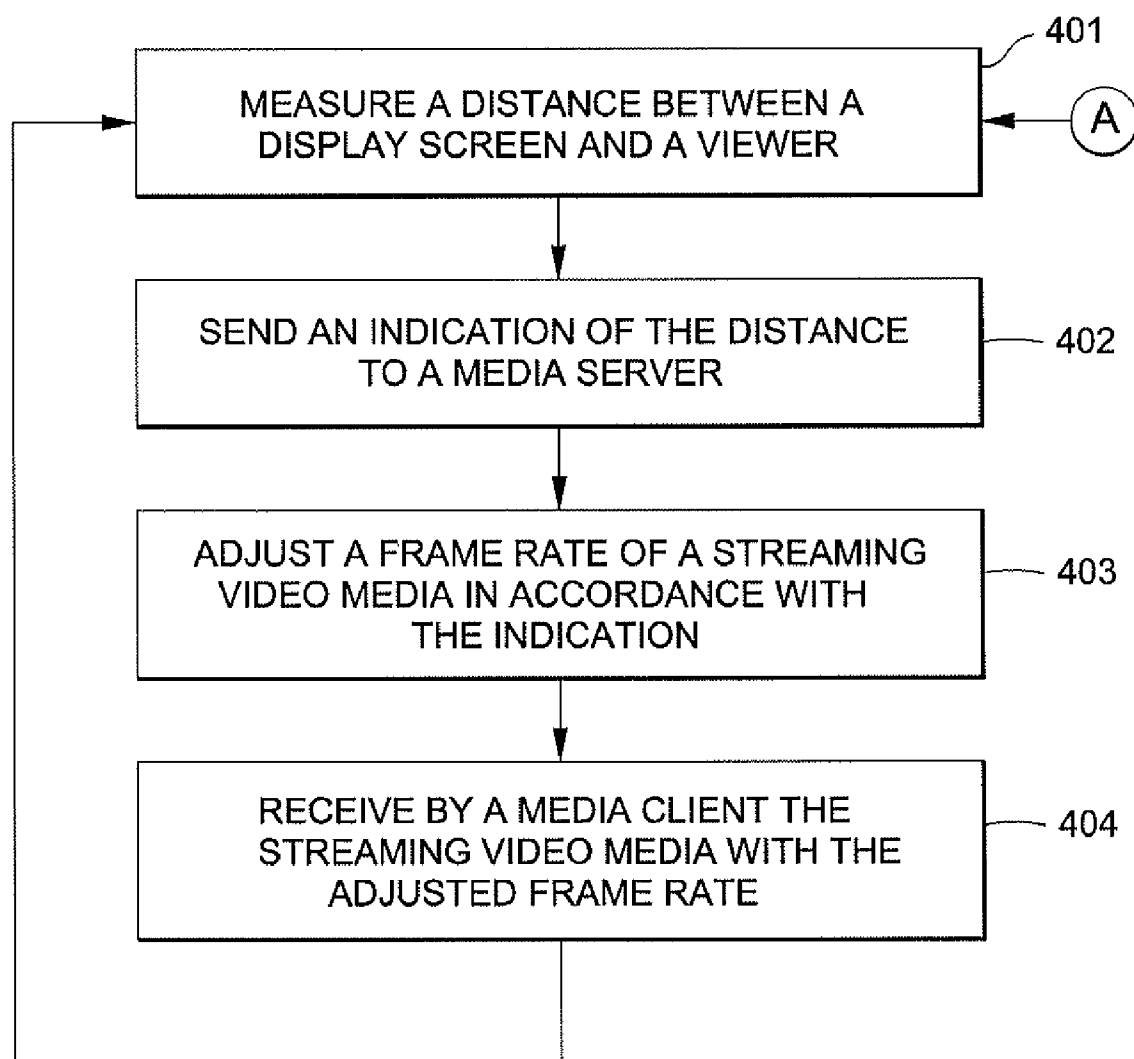 401
MEASURE A DISTANCE BETWEEN A
DISPLAY SCREEN AND A VIEWER
A
SEND AN INDICATION OF THE DISTANCE
TO A MEDIA SERVER
402
ADJUST A FRAME RATE OF A STREAMING
VIDEO MEDIA IN ACCORDANCE WITH
THE INDICATION
403
RECEIVE BY A MEDIA CLIENT THE
STREAMING VIDEO MEDIA WITH THE
ADJUSTED FRAME RATE
404